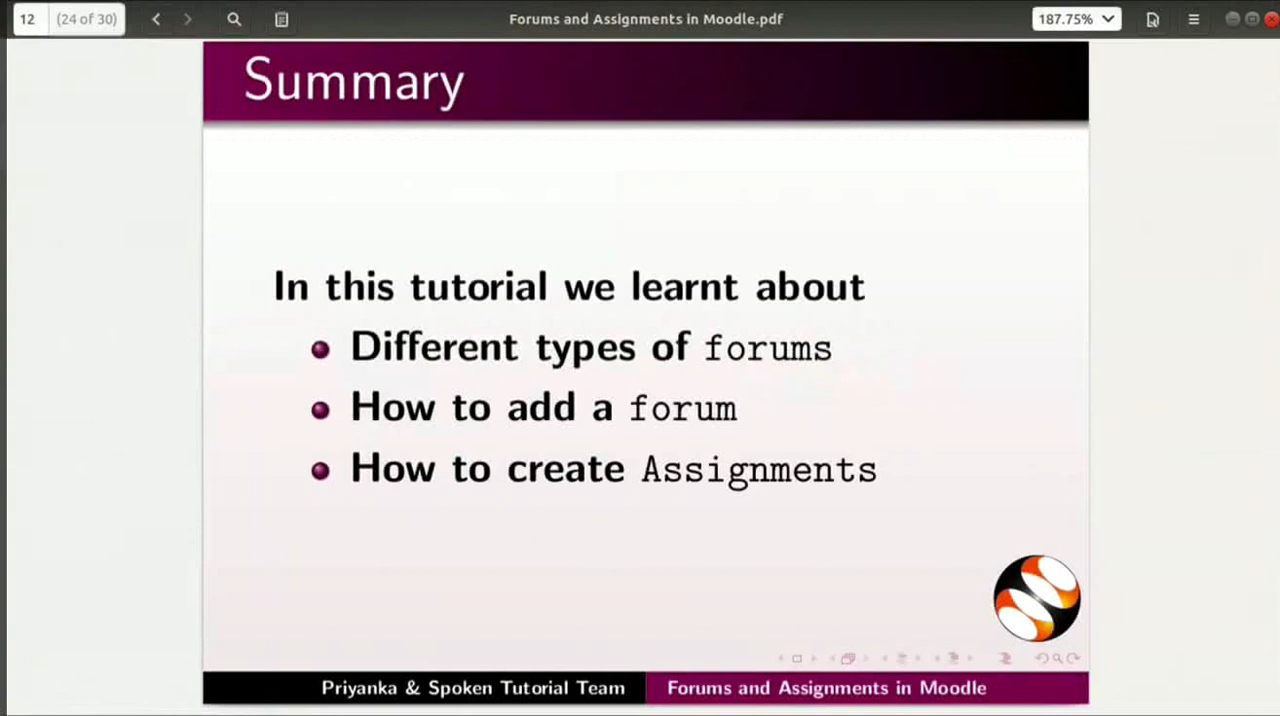 12 (24 of 30) Forums and Assignments in Moodle.pdf 187.75%
Summary
In this tutorial we learnt about
Different types of forums
How to add a forum
How to create Assignments
Priyanka & Spoken Tutorial Team Forums and Assignments in Moodle